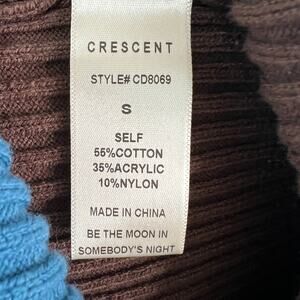 CRESCENT
STYLE# CD8069
S
SELF
55%COTTON
35%ACRYLIC
10%NYLON
MADE IN CHINA
BE THE MOON IN
SOMEBODY'S NIGHT